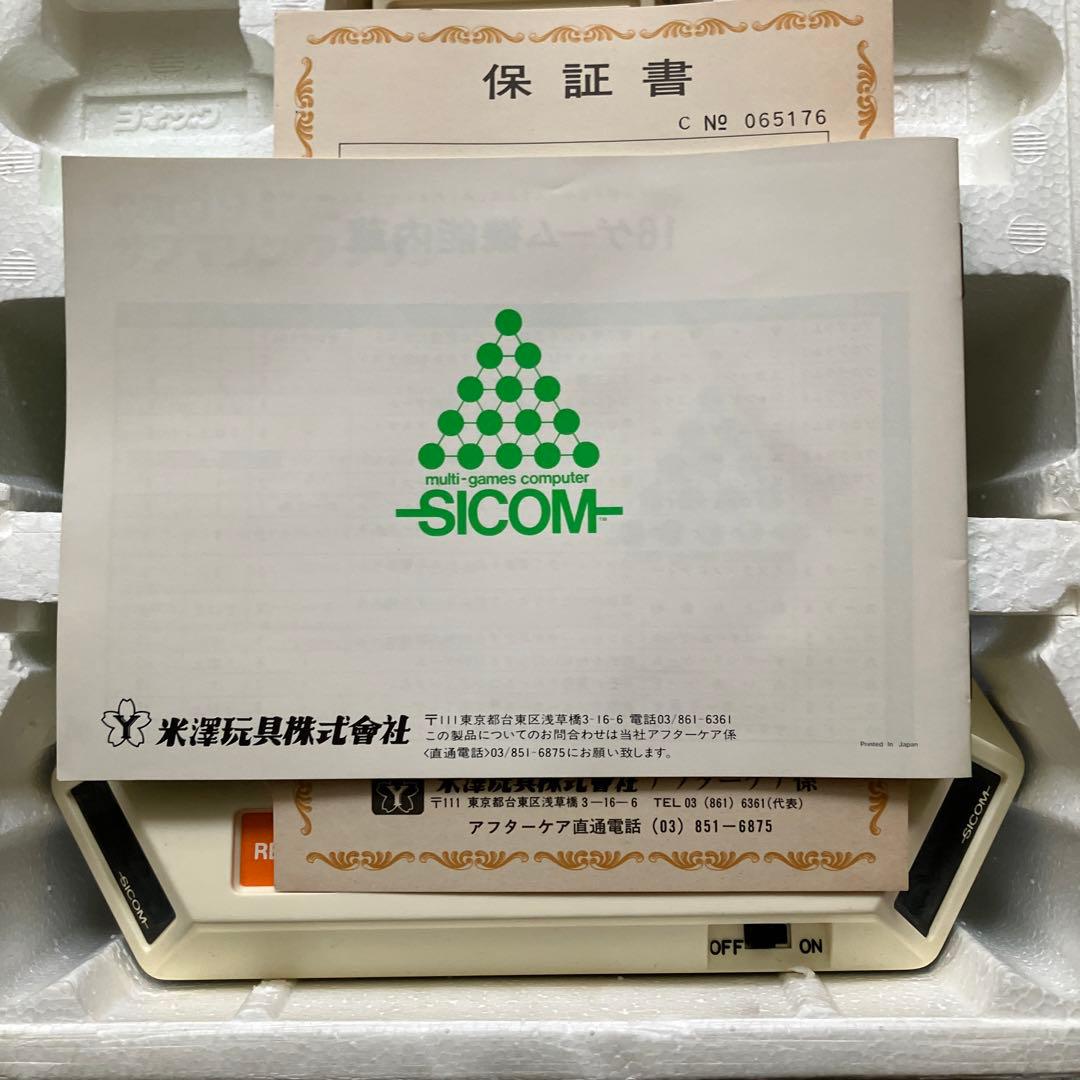 ヨネザワ
保証書
C № 065176
18ゲーム機能内蔵
multi-games computer
SICOM™
Y 米澤玩具株式會社
〒111東京都台東区浅草橋3-16-6 電話03/861-6361
この製品についてのお問合わせは当社アフターケア係
〈直通電話〉03/851-6875にお願い致します。
Printed In Japan
米澤玩具株式會社 アフターケア係
〒111 東京都台東区浅草橋3-16-6 TEL 03 (861) 6361(代表)
アフターケア直通電話 (03) 851-6875
RE
SICOM
SICOM
OFF ON